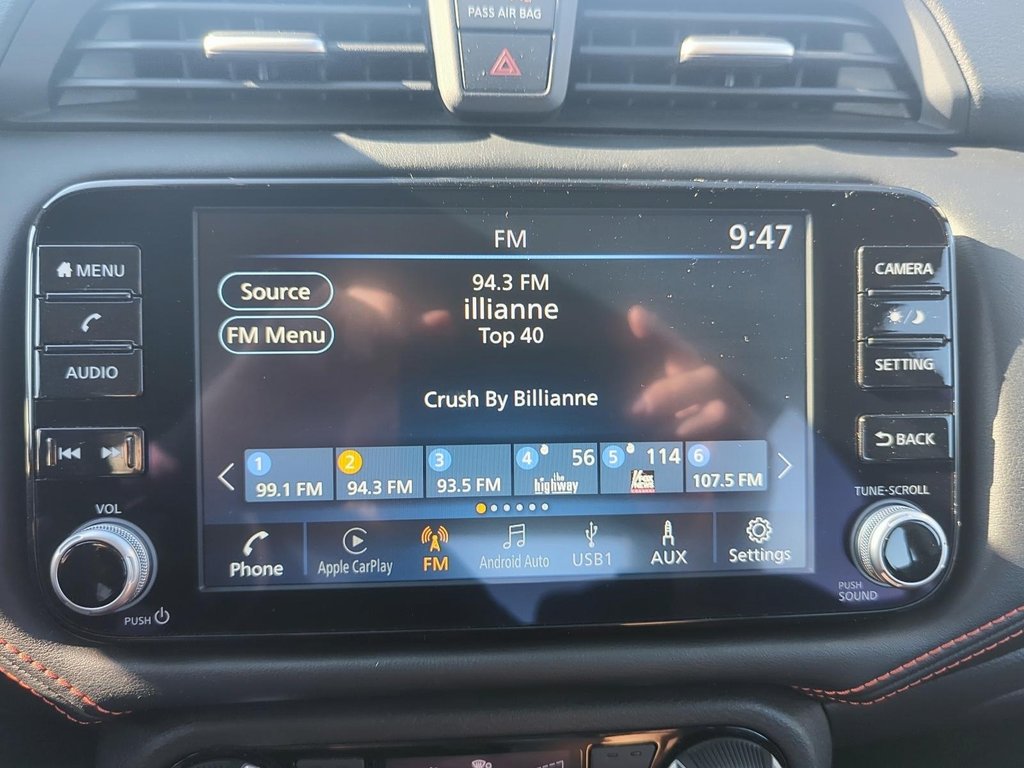 PASS AIR BAG
FM
9:47
MENU
AUDIO
VOL
PUSH
Source
FM Menu
94.3 FM
illianne
Top 40
Crush By Billianne
1
99.1 FM
2
94.3 FM
3
93.5 FM
4
56
the
highway
5
114
FOX
NEWS
6
107.5 FM
Phone
Apple CarPlay
FM
Android Auto
USB1
AUX
Settings
CAMERA
SETTING
BACK
TUNE·SCROLL
PUSH
SOUND